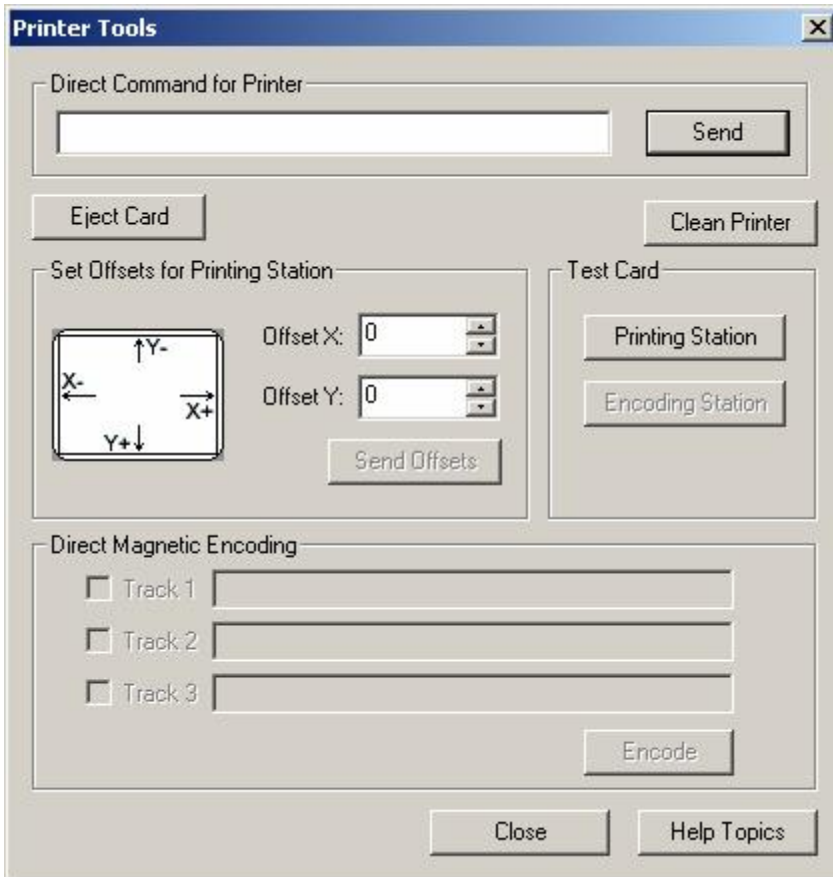 Printer Tools
Direct Command for Printer
Send
Eject Card
Clean Printer
Set Offsets for Printing Station
Y-
X-
X+
Y+
Offset X: 0
Offset Y: 0
Send Offsets
Test Card
Printing Station
Encoding Station
Direct Magnetic Encoding
Track 1
Track 2
Track 3
Encode
Close
Help Topics